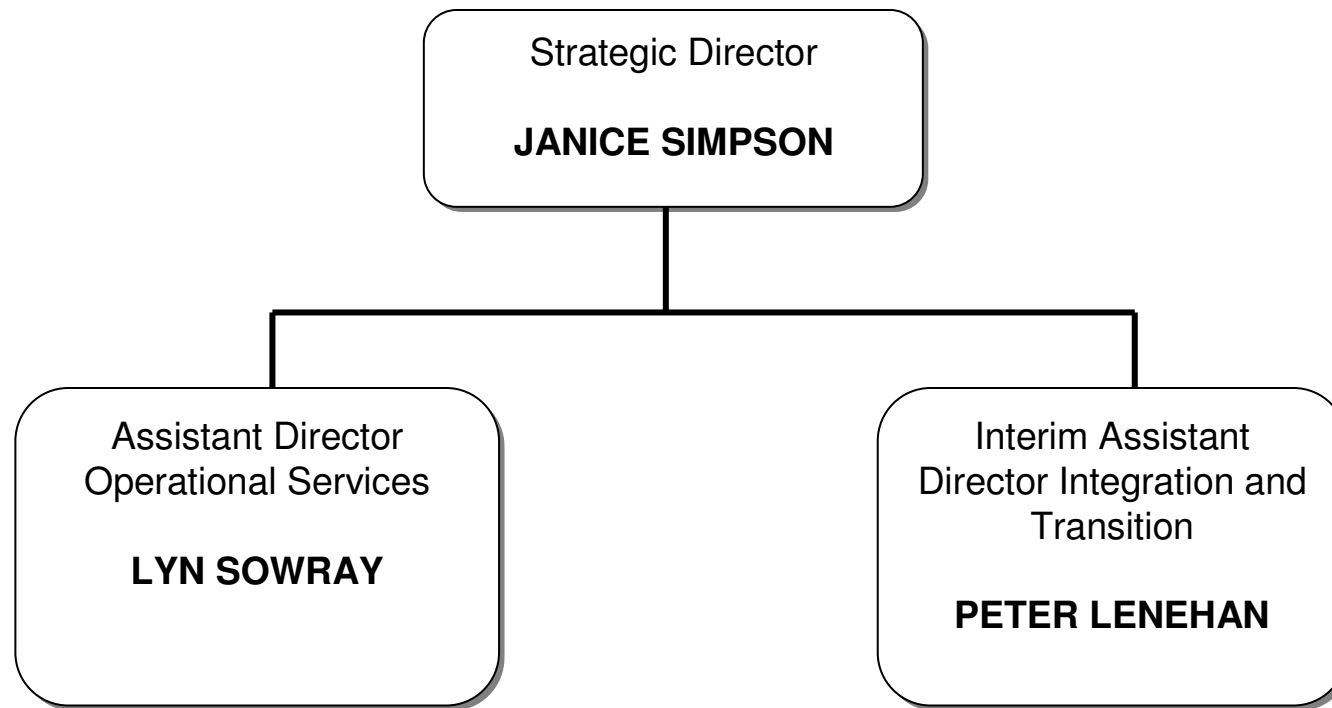 Strategic Director
JANICE SIMPSON
Assistant Director
Operational Services
LYN SOWRAY
Interim Assistant
Director Integration and
Transition
PETER LENEHAN